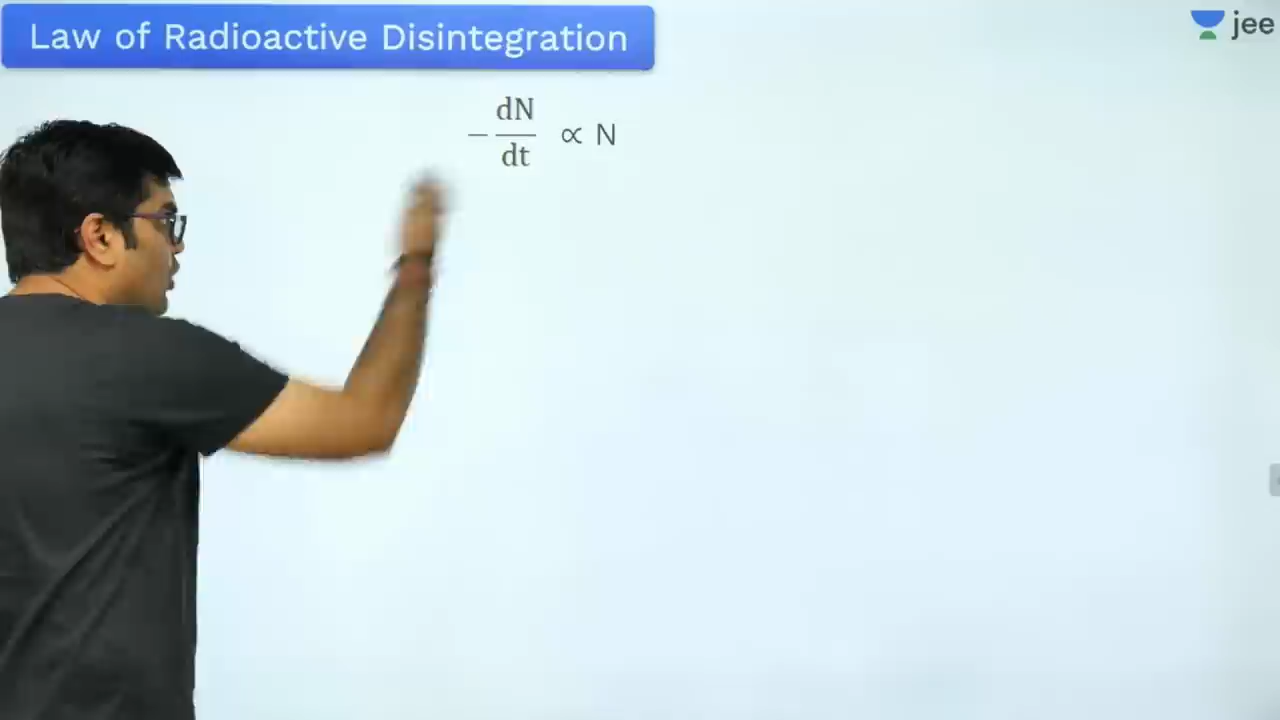 Law of Radioactive Disintegration
jee
− dN/dt ∝ N